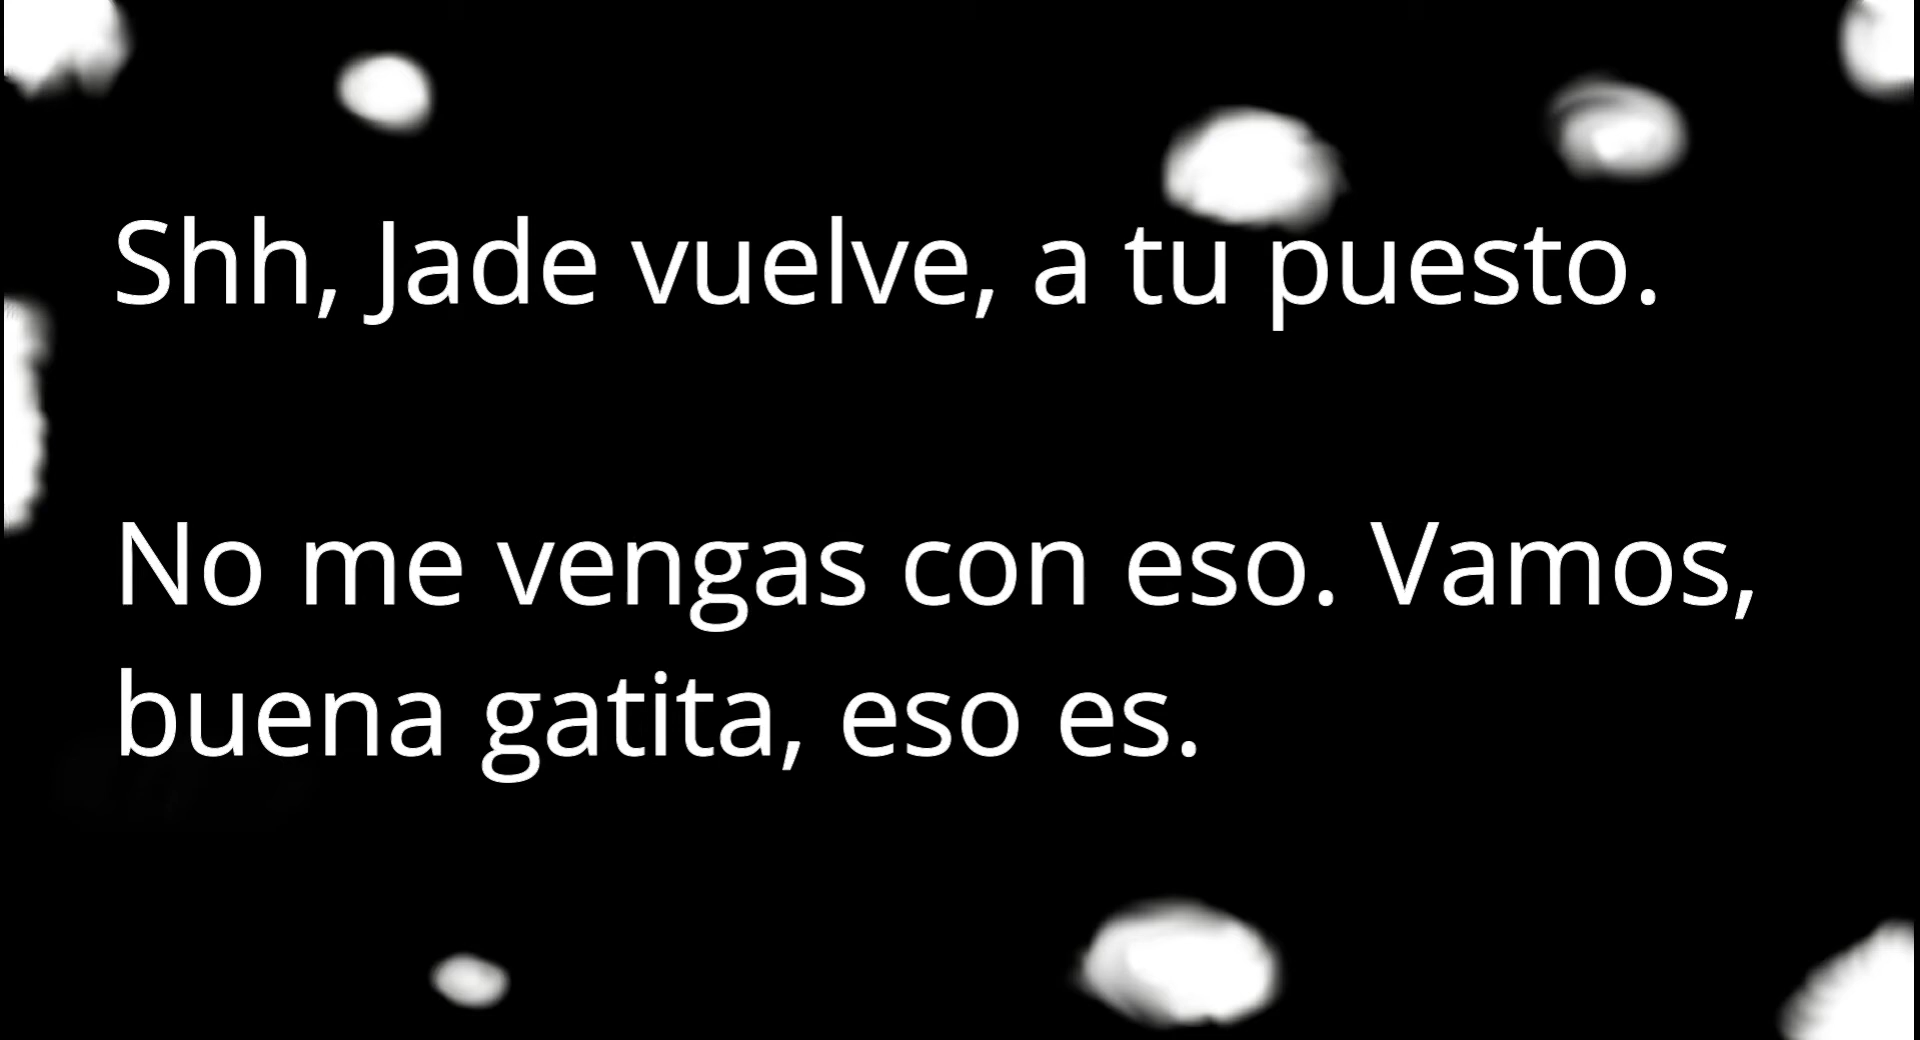 Shh, Jade vuelve, a tu puesto.
No me vengas con eso. Vamos,
buena gatita, eso es.